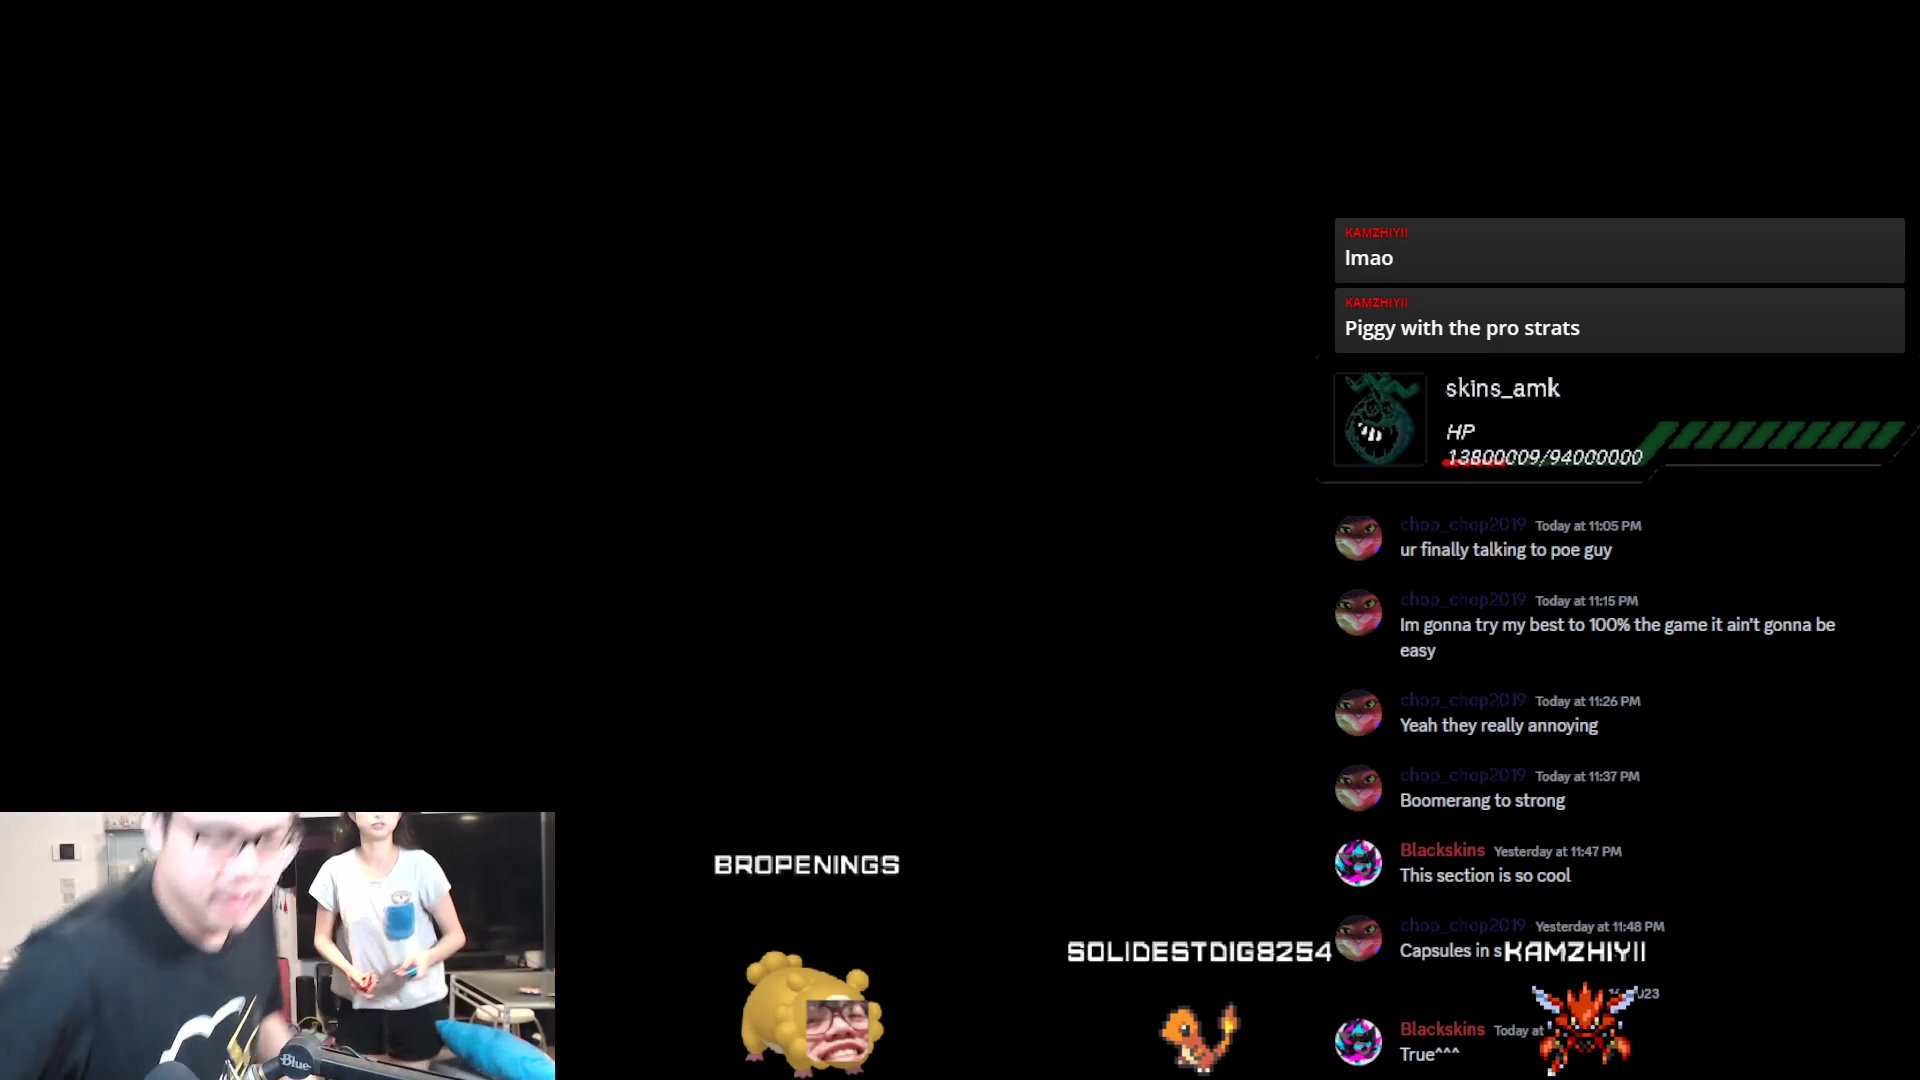 KAMZHIYII
lmao
KAMZHIYII
Piggy with the pro strats
skins_amk
HP
13800009/94000000
chop_chop2019 Today at 11:05 PM
ur finally talking to poe guy
chop_chop2019 Today at 11:15 PM
Im gonna try my best to 100% the game it ain't gonna be
easy
chop_chop2019 Today at 11:26 PM
Yeah they really annoying
chop_chop2019 Today at 11:37 PM
Boomerang to strong
BROPENINGS
Blackskins Yesterday at 11:47 PM
This section is so cool
chop_chop2019 Yesterday at 11:48 PM
SOLIDESTDIG8254
Capsules in s
KAMZHIYII
Blackskins Today at
True^^^
Blue